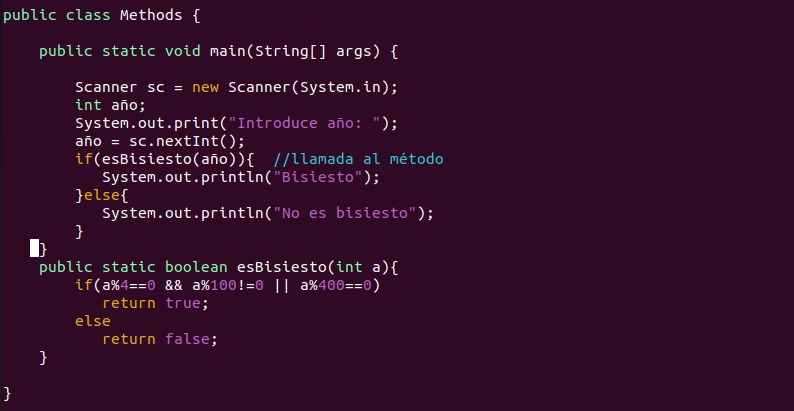 public class Methods {
public static void main(String[] args) {
Scanner sc = new Scanner(System.in);
int año;
System.out.print("Introduce año: ");
año = sc.nextInt();
if(esBisiesto(año)){  //llamada al método
System.out.println("Bisiesto");
}else{
System.out.println("No es bisiesto");
}
}
public static boolean esBisiesto(int a){
if(a%4==0 && a%100!=0 || a%400==0)
return true;
else
return false;
}
}